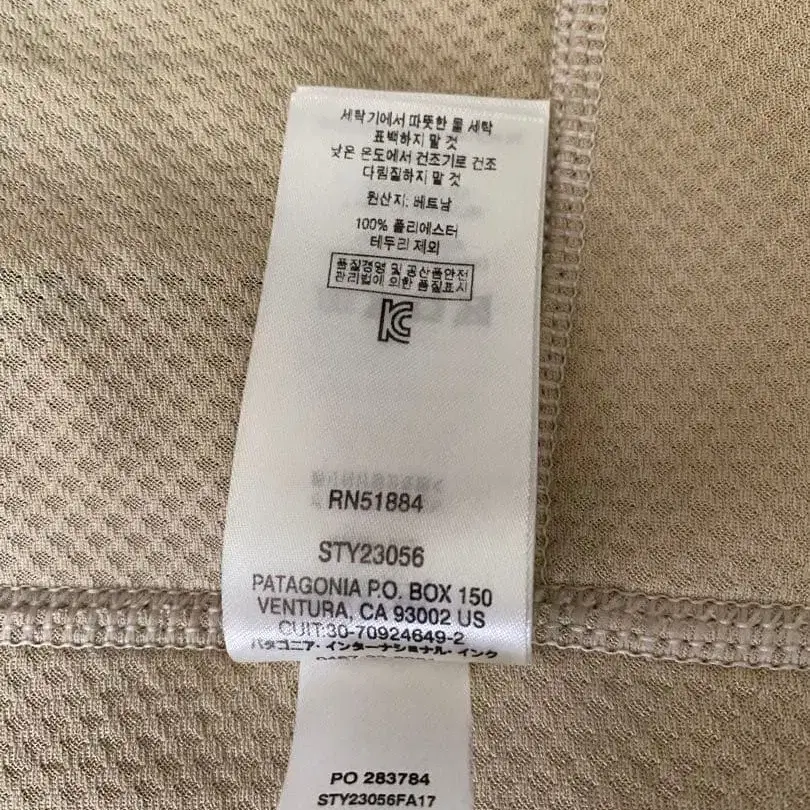 세탁기에서 따뜻한 물 세탁
표백하지 말 것
낮은 온도에서 건조기로 건조
다림질하지 말 것
원산지: 베트남
100% 폴리에스터
테두리 제외
품질경영 및 공산품안전
관리법에 의한 품질표시
KC
RN51884
STY23056
PATAGONIA P.O. BOX 150
VENTURA, CA 93002 US
CUIT:30-70924649-2
パタゴニア・インターナショナル・インク
PO 283784
STY23056FA17